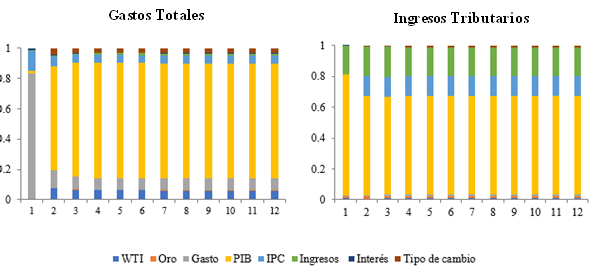 Gastos Totales
Ingresos Tributarios
1
0.8
0.6
0.4
0.2
0
1 2 3 4 5 6 7 8 9 10 11 12
1
0.8
0.6
0.4
0.2
0
1 2 3 4 5 6 7 8 9 10 11 12
WTI Oro Gasto PIB IPC Ingresos Interés Tipo de cambio